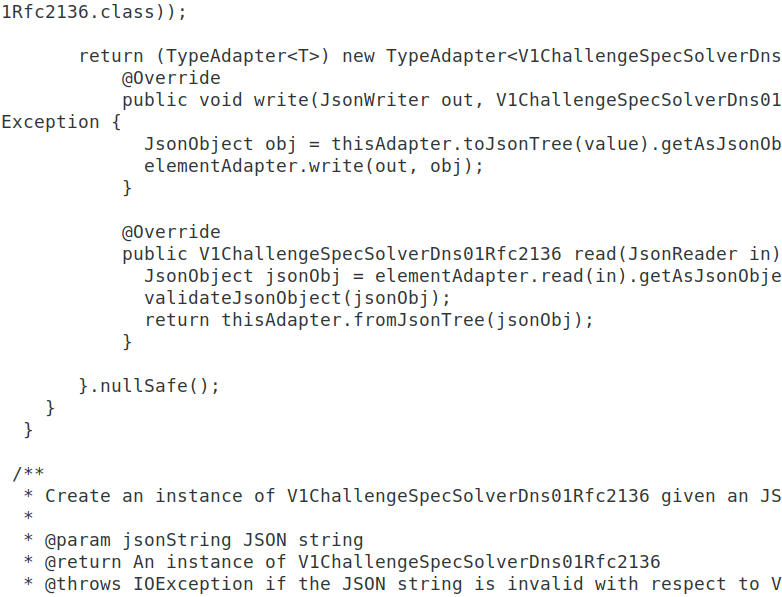 1Rfc2136.class));

       return (TypeAdapter<T>) new TypeAdapter<V1ChallengeSpecSolverDns
           @Override
           public void write(JsonWriter out, V1ChallengeSpecSolverDns01
Exception {
             JsonObject obj = thisAdapter.toJsonTree(value).getAsJsonOb
             elementAdapter.write(out, obj);
           }

           @Override
           public V1ChallengeSpecSolverDns01Rfc2136 read(JsonReader in)
             JsonObject jsonObj = elementAdapter.read(in).getAsJsonObje
             validateJsonObject(jsonObj);
             return thisAdapter.fromJsonTree(jsonObj);
           }

       }.nullSafe();
    }
  }

 /**
  * Create an instance of V1ChallengeSpecSolverDns01Rfc2136 given an JS
  *
  * @param jsonString JSON string
  * @return An instance of V1ChallengeSpecSolverDns01Rfc2136
  * @throws IOException if the JSON string is invalid with respect to V